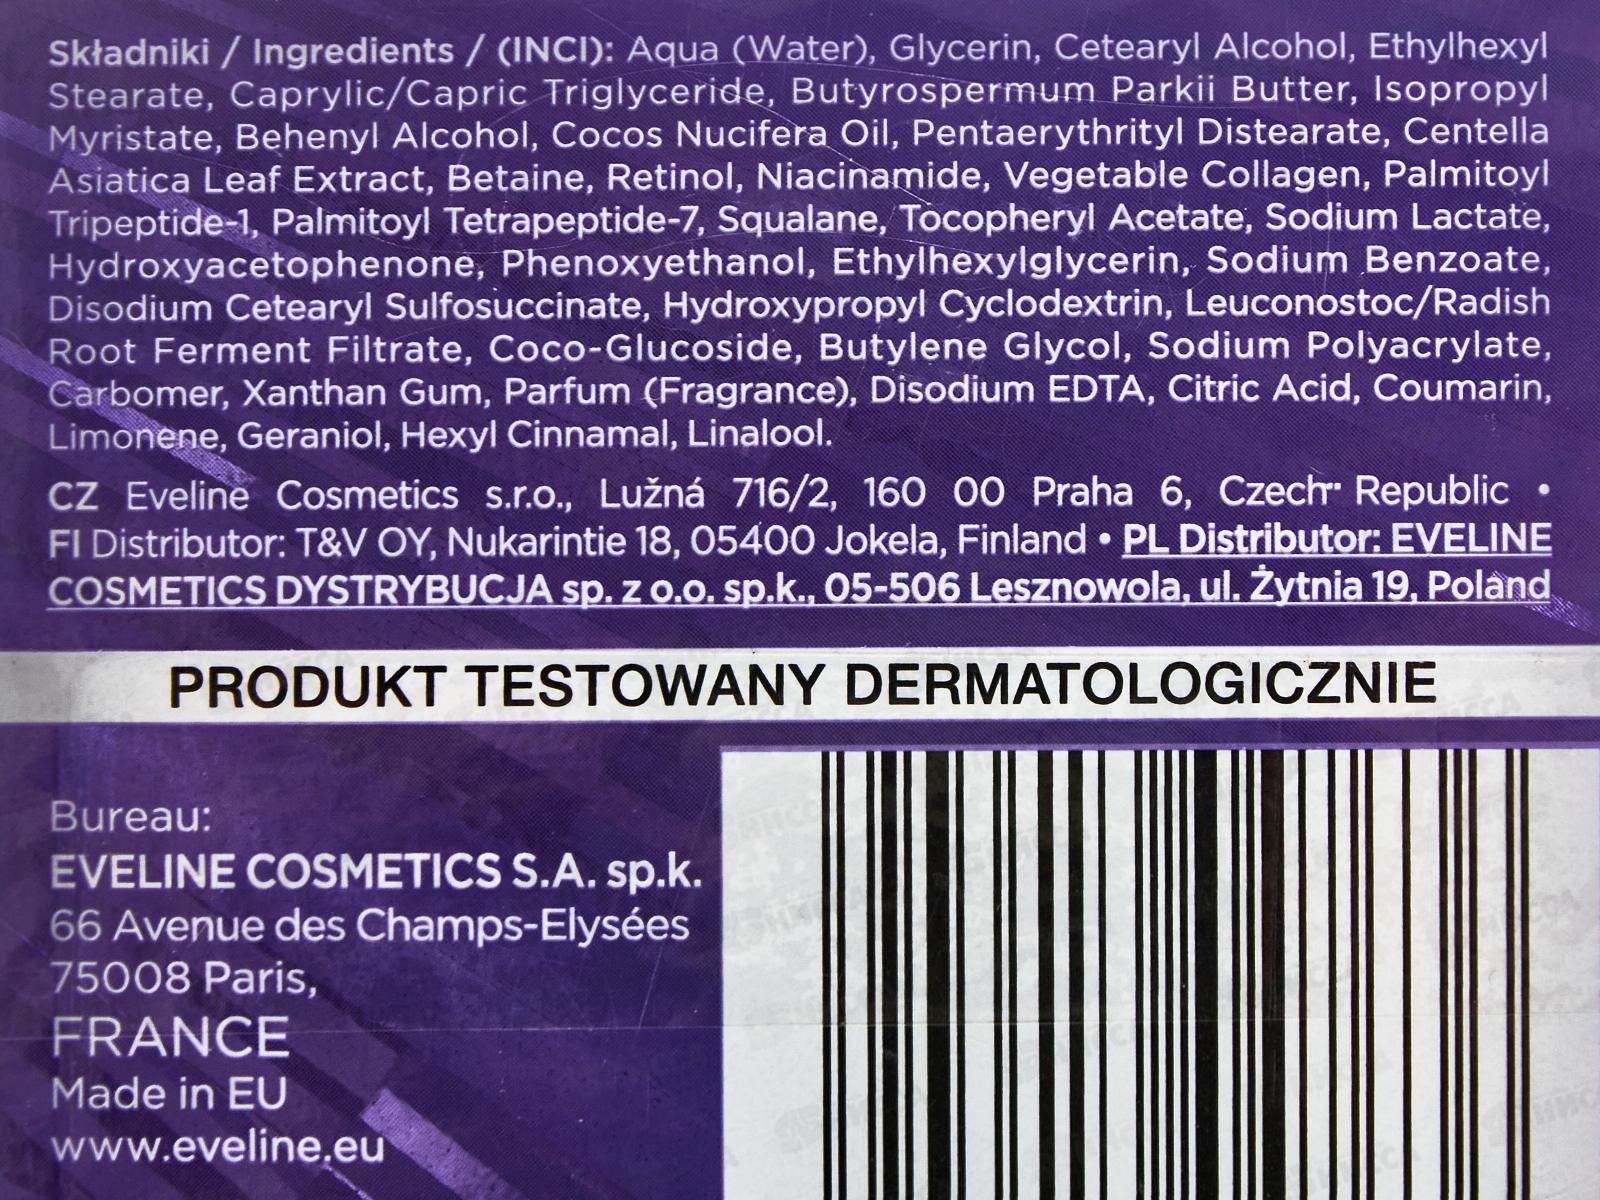 Składniki / Ingredients / (INCI): Aqua (Water), Glycerin, Cetearyl Alcohol, Ethylhexyl
Stearate, Caprylic/Capric Triglyceride, Butyrospermum Parkii Butter, Isopropyl
Myristate, Behenyl Alcohol, Cocos Nucifera Oil, Pentaerythrityl Distearate, Centella
Asiatica Leaf Extract, Betaine, Retinol, Niacinamide, Vegetable Collagen, Palmitoyl
Tripeptide-1, Palmitoyl Tetrapeptide-7, Squalane, Tocopheryl Acetate, Sodium Lactate,
Hydroxyacetophenone, Phenoxyethanol, Ethylhexylglycerin, Sodium Benzoate,
Disodium Cetearyl Sulfosuccinate, Hydroxypropyl Cyclodextrin, Leuconostoc/Radish
Root Ferment Filtrate, Coco-Glucoside, Butylene Glycol, Sodium Polyacrylate,
Carbomer, Xanthan Gum, Parfum (Fragrance), Disodium EDTA, Citric Acid, Coumarin,
Limonene, Geraniol, Hexyl Cinnamal, Linalool.
CZ Eveline Cosmetics s.r.o., Lužná 716/2, 160 00 Praha 6, Czech Republic •
FI Distributor: T&V OY, Nukarintie 18, 05400 Jokela, Finland • PL Distributor: EVELINE
COSMETICS DYSTRYBUCJA sp. z o.o. sp.k., 05-506 Lesznowola, ul. Żytnia 19, Poland
PRODUKT TESTOWANY DERMATOLOGICZNIE
Bureau:
EVELINE COSMETICS S.A. sp.k.
66 Avenue des Champs-Elysées
75008 Paris,
FRANCE
Made in EU
www.eveline.eu